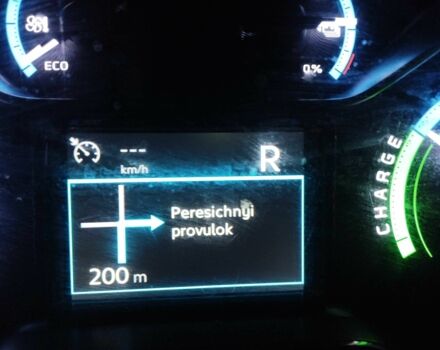 ECO
0%
---
km/h
R
Peresichnyi
provulok
200 m
CHARGE